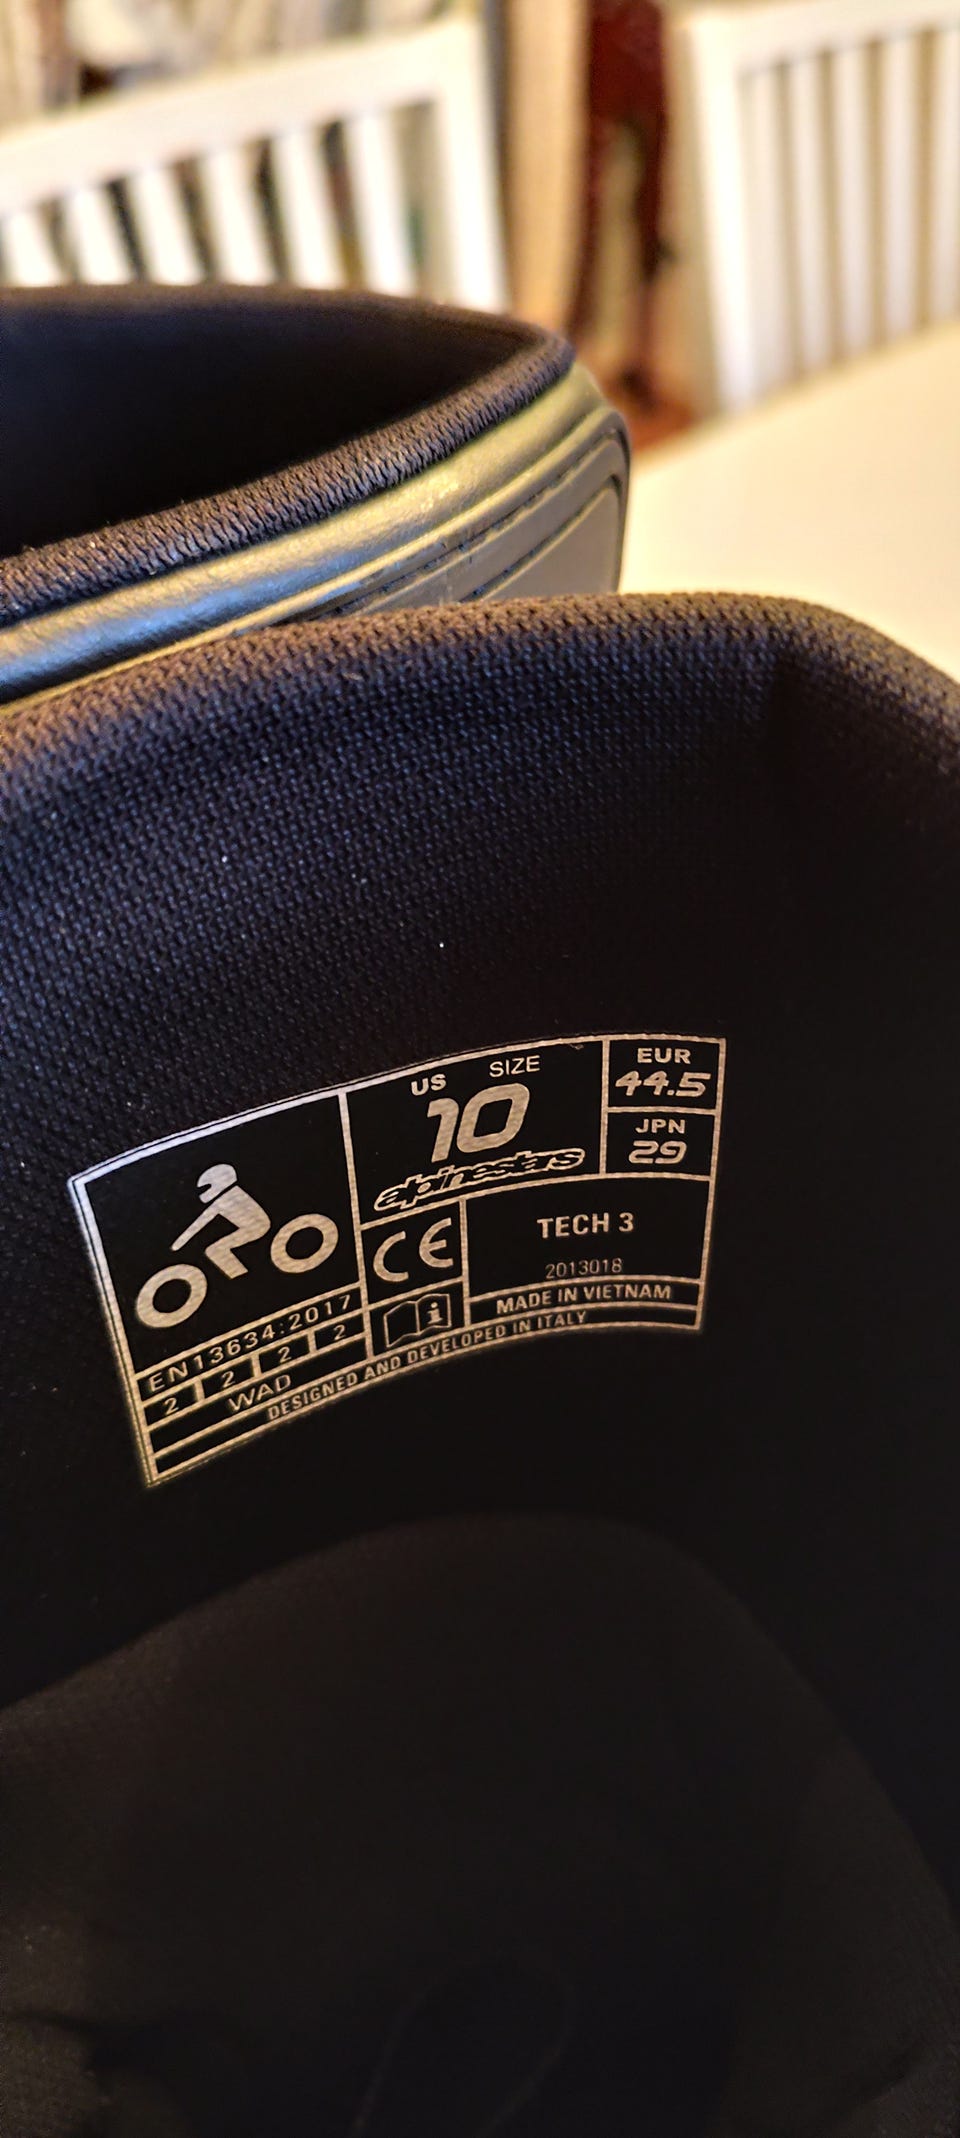 US SIZE
10
alpinestars
EUR
44.5
JPN
29
CE
TECH 3
2013018
MADE IN VIETNAM
EN13634:2017
2 2 2 2
WAD
DESIGNED AND DEVELOPED IN ITALY
i